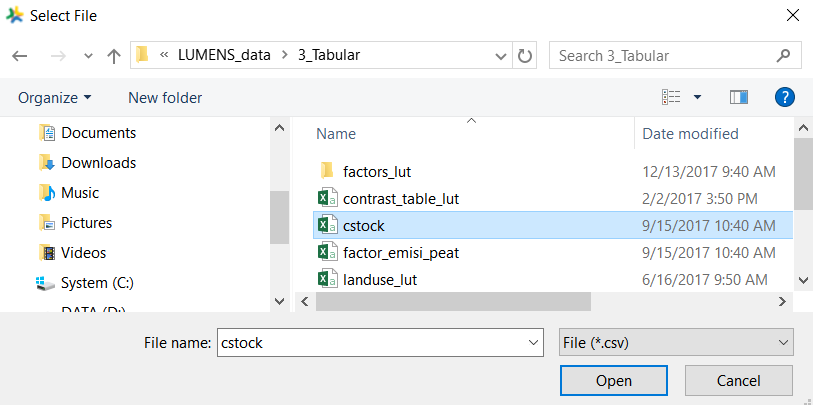 Select File
« LUMENS_data > 3_Tabular
Search 3_Tabular
Organize New folder
Name Date modified
Documents
Downloads
Music
Pictures
Videos
System (C:)
DATA (D:)
factors_lut 12/13/2017 9:40 AM
contrast_table_lut 2/2/2017 3:50 PM
cstock 9/15/2017 10:40 AM
factor_emisi_peat 9/15/2017 10:40 AM
landuse_lut 6/16/2017 9:50 AM
File name: cstock File (*.csv)
Open Cancel